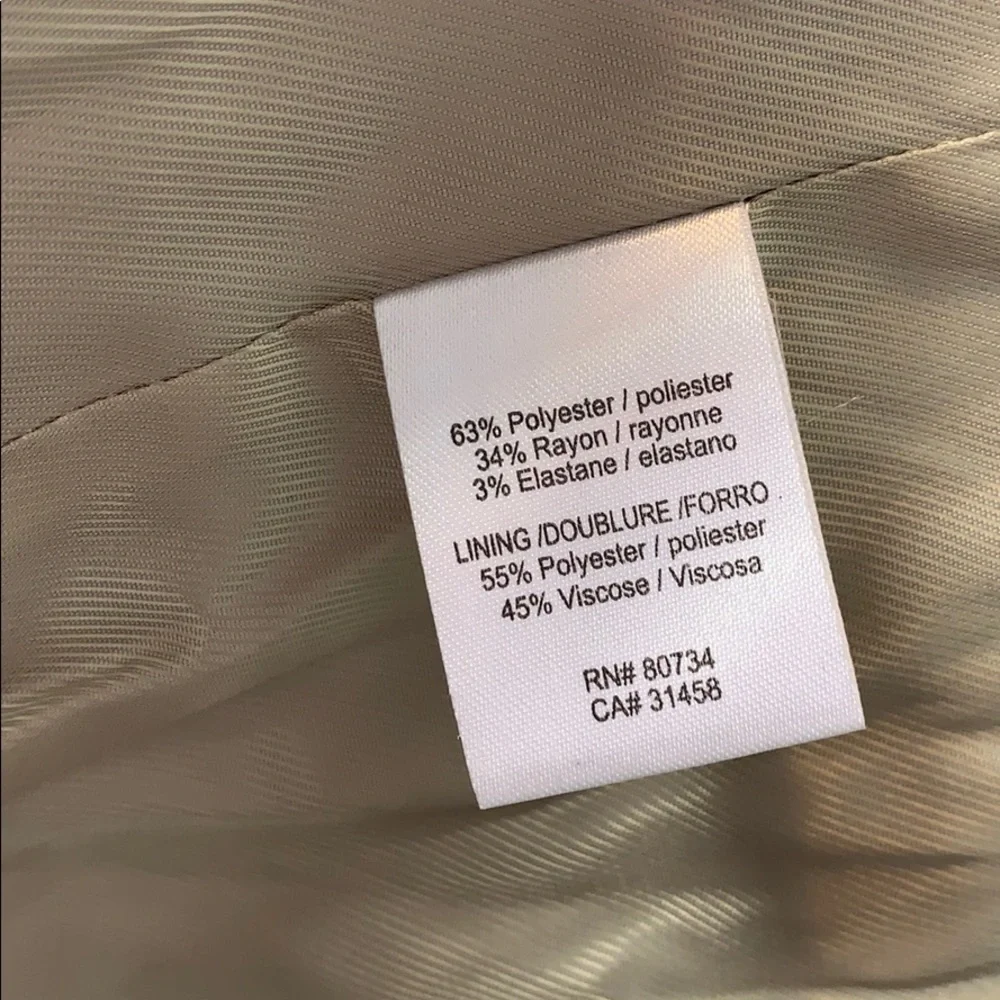 63% Polyester / poliester
34% Rayon / rayonne
3% Elastane / elastano
LINING /DOUBLURE /FORRO
55% Polyester / poliester
45% Viscose / Viscosa
RN# 80734
CA# 31458